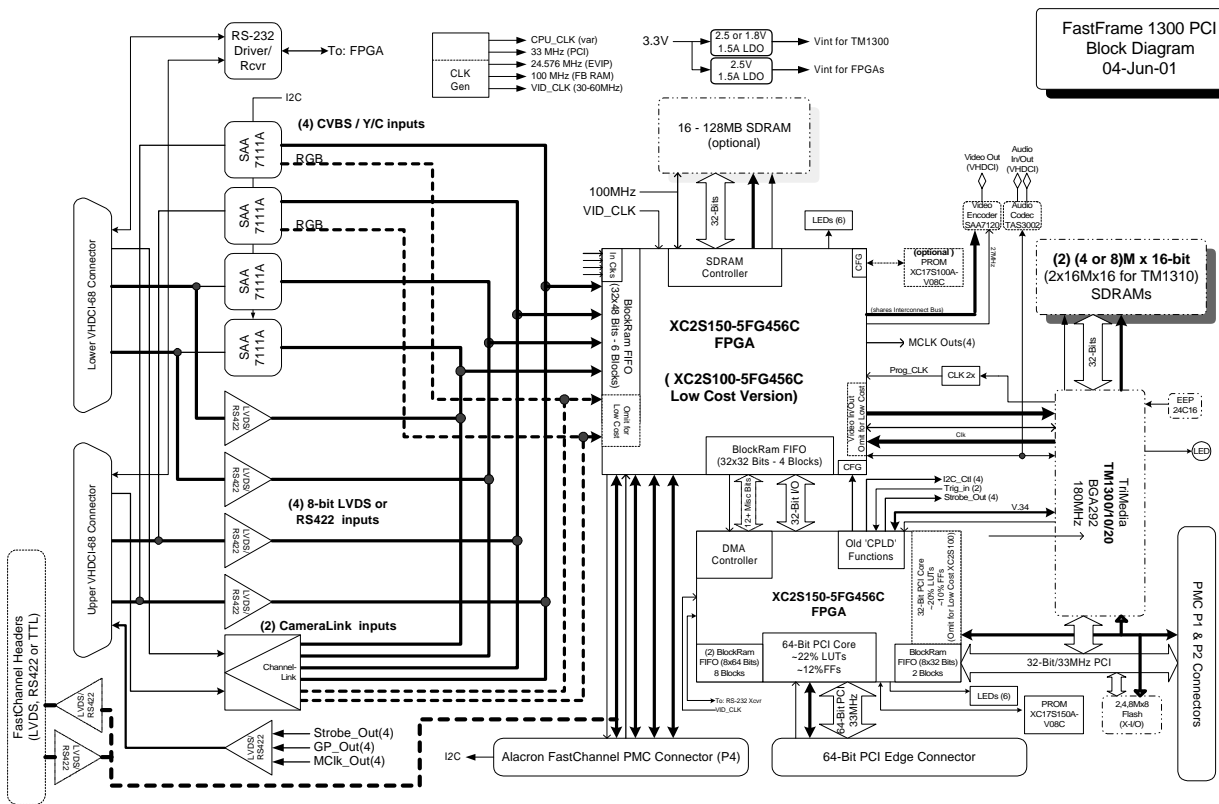 FastFrame 1300 PCI
Block Diagram
04-Jun-01
RS-232
Driver/
Rcvr
To: FPGA
CLK
Gen
CPU_CLK (var)
33 MHz (PCI)
24.576 MHz (EVIP)
100 MHz (FB RAM)
VID_CLK (30-60MHz)
3.3V
2.5 or 1.8V
1.5A LDO
Vint for TM1300
2.5V
1.5A LDO
Vint for FPGAs
I2C
(4) CVBS / Y/C inputs
SAA
7111A
RGB
SAA
7111A
RGB
SAA
7111A
SAA
7111A
Lower VHDCI-68 Connector
Upper VHDCI-68 Connector
LVDS/
RS422
LVDS/
RS422
(4) 8-bit LVDS or
RS422 inputs
LVDS/
RS422
LVDS/
RS422
(2) CameraLink inputs
Channel-
Link
FastChannel Headers
(LVDS, RS422 or TTL)
LVDS/
RS422
LVDS/
RS422
LVDS/
RS422
Strobe_Out(4)
GP_Out(4)
MClk_Out(4)
16 - 128MB SDRAM
(optional)
100MHz
VID_CLK
32-Bits
LEDs (6)
SDRAM
Controller
CFG
(optional)
PROM
XC17S100A-
V08C
In Clks
BlockRam FIFO
(32x48 Bits - 6 Blocks)
Omit for
Low Cost
XC2S150-5FG456C
FPGA
( XC2S100-5FG456C
Low Cost Version)
Video In/Out
Omit for Low Cost
BlockRam FIFO
(32x32 Bits - 4 Blocks)
CFG
Video Out
(VHDCI)
Audio
In/Out
(VHDCI)
Video
Encoder
SAA7120
Audio
Codec
TAS3002
27MHz
(shares Interconnect Bus)
MCLK Outs(4)
Prog_CLK
CLK 2x
Clk
(2) (4 or 8)M x 16-bit
(2x16Mx16 for TM1310)
SDRAMs
32-Bits
EEP
24C16
LED
TriMedia
TM1300/10/20
BGA292
180MHz
12+ Misc Bits
32-Bit I/O
I2C_Ctl (4)
Trig_in (2)
Strobe_Out (4)
V.34
DMA
Controller
Old 'CPLD'
Functions
32-Bit PCI Core
~20% LUTs
~10% FFs
(Omit for Low Cost XC2S100)
XC2S150-5FG456C
FPGA
(2) BlockRam
FIFO (8x64 Bits)
8 Blocks
64-Bit PCI Core
~22% LUTs
~12%FFs
BlockRam
FIFO (8x32 Bits)
2 Blocks
32-Bit/33MHz PCI
PMC P1 & P2 Connectors
To: RS-232 Xcvr
VID_CLK
64-Bit PCI
33MHz
LEDs (6)
PROM
XC17S150A-
V08C
2,4,8Mx8
Flash
(X-I/O)
I2C
Alacron FastChannel PMC Connector (P4)
64-Bit PCI Edge Connector